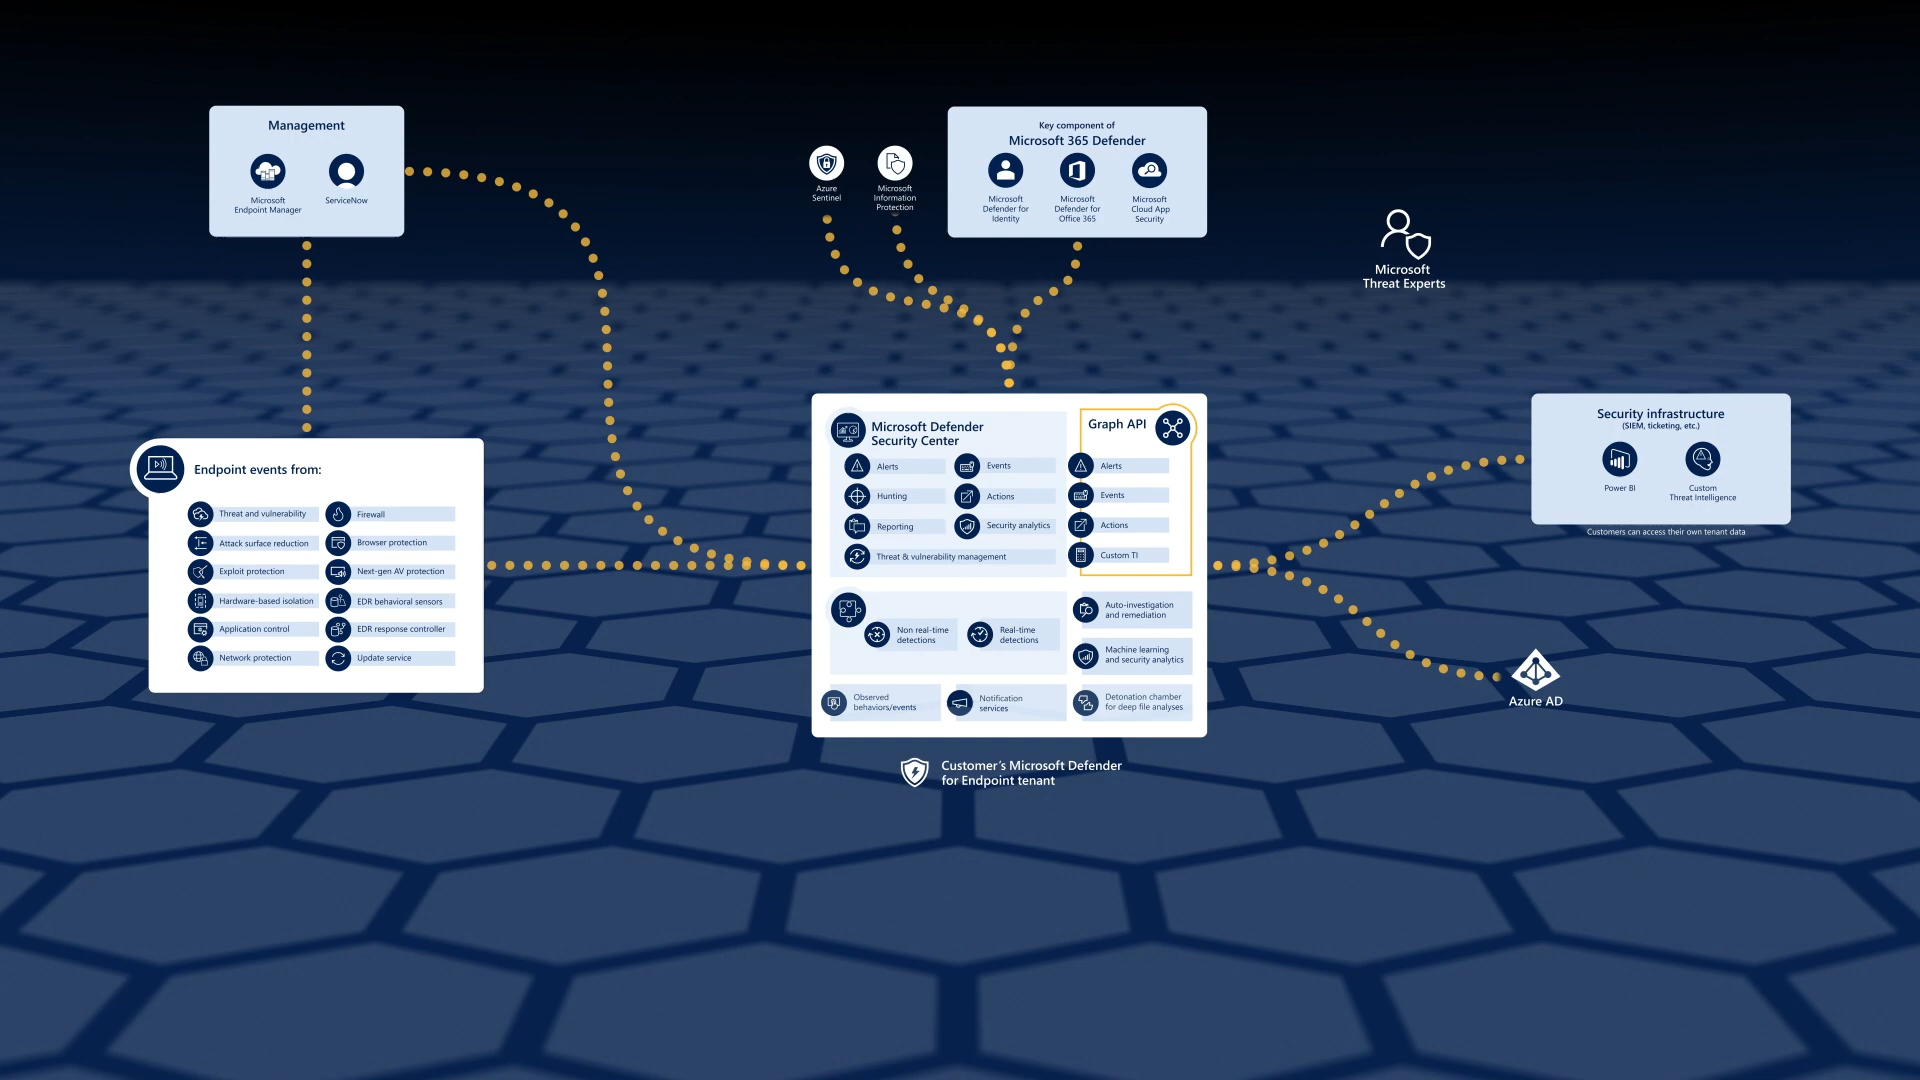 Management
Microsoft
Endpoint Manager
ServiceNow
Azure
Sentinel
Microsoft
Information
Protection
Key component of
Microsoft 365 Defender
Microsoft
Defender for
Identity
Microsoft
Defender for
Office 365
Microsoft
Cloud App
Security
Microsoft
Threat Experts
Endpoint events from:
Threat and vulnerability
Firewall
Attack surface reduction
Browser protection
Exploit protection
Next-gen AV protection
Hardware-based isolation
EDR behavioral sensors
Application control
EDR response controller
Network protection
Update service
Microsoft Defender
Security Center
Alerts
Events
Hunting
Actions
Reporting
Security analytics
Threat & vulnerability management
Graph API
Alerts
Events
Actions
Custom TI
Non real-time
detections
Real-time
detections
Auto-investigation
and remediation
Machine learning
and security analytics
Observed
behaviors/events
Notification
services
Detonation chamber
for deep file analyses
Customer's Microsoft Defender
for Endpoint tenant
Security infrastructure
(SIEM, ticketing, etc.)
Power BI
Custom
Threat Intelligence
Customers can access their own tenant data
Azure AD